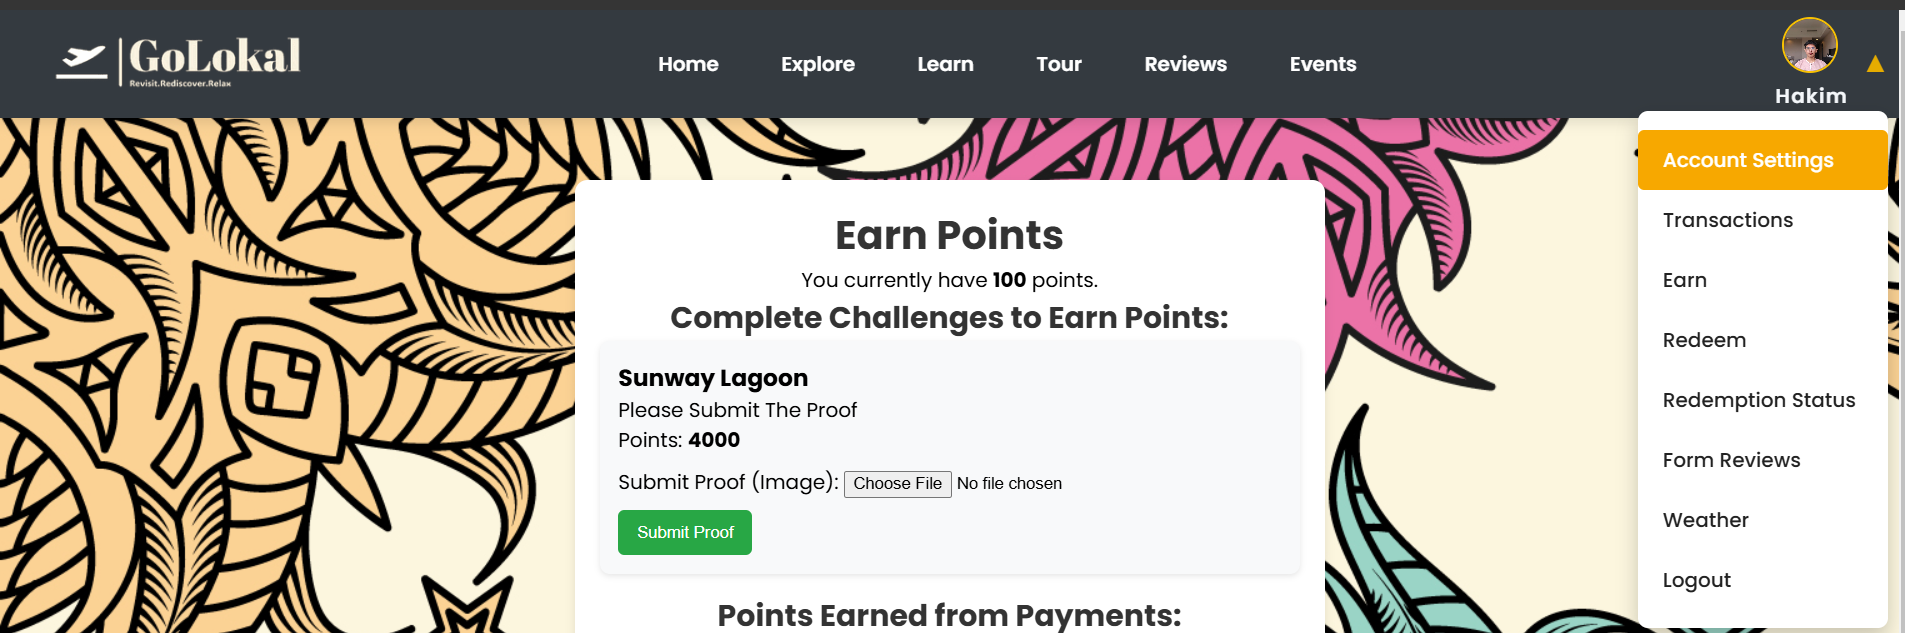 GoLokal
Revisit.Rediscover.Relax
Home Explore Learn Tour Reviews Events
Hakim
Account Settings
Transactions
Earn
Redeem
Redemption Status
Form Reviews
Weather
Logout
Earn Points
You currently have 100 points.
Complete Challenges to Earn Points:
Sunway Lagoon
Please Submit The Proof
Points: 4000
Submit Proof (Image): Choose File No file chosen
Submit Proof
Points Earned from Payments: